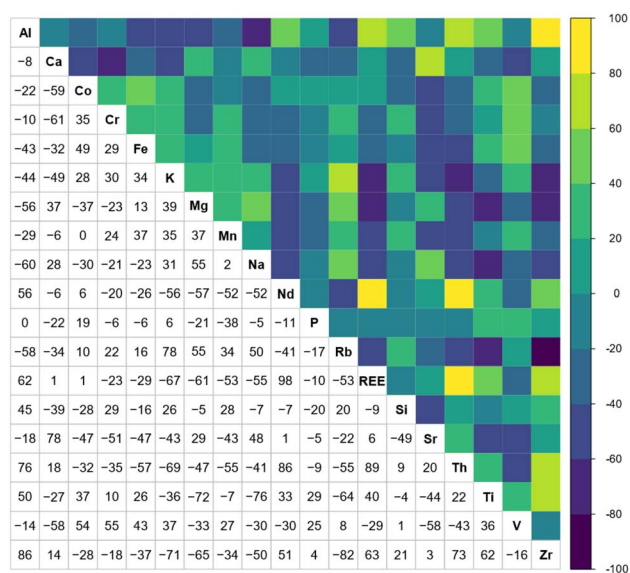 Al
−8 Ca
−22 −59 Co
−10 −61 35 Cr
−43 −32 49 29 Fe
−44 −49 28 30 34 K
−56 37 −37 −23 13 39 Mg
−29 −6 0 24 37 35 37 Mn
−60 28 −30 −21 −23 31 55 2 Na
56 −6 6 −20 −26 −56 −57 −52 −52 Nd
0 −22 19 −6 −6 6 −21 −38 −5 −11 P
−58 −34 10 22 16 78 55 34 50 −41 −17 Rb
62 1 1 −23 −29 −67 −61 −53 −55 98 −10 −53 REE
45 −39 −28 29 −16 26 −5 28 −7 −7 −20 20 −9 Si
−18 78 −47 −51 −47 −43 29 −43 48 1 −5 −22 6 −49 Sr
76 18 −32 −35 −57 −69 −47 −55 −41 86 −9 −55 89 9 20 Th
50 −27 37 10 26 −36 −72 −7 −76 33 29 −64 40 −4 −44 22 Ti
−14 −58 54 55 43 37 −33 27 −30 −30 25 8 −29 1 −58 −43 36 V
86 14 −28 −18 −37 −71 −65 −34 −50 51 4 −82 63 21 3 73 62 −16 Zr
100
80
60
40
20
0
-20
-40
-60
-80
-100